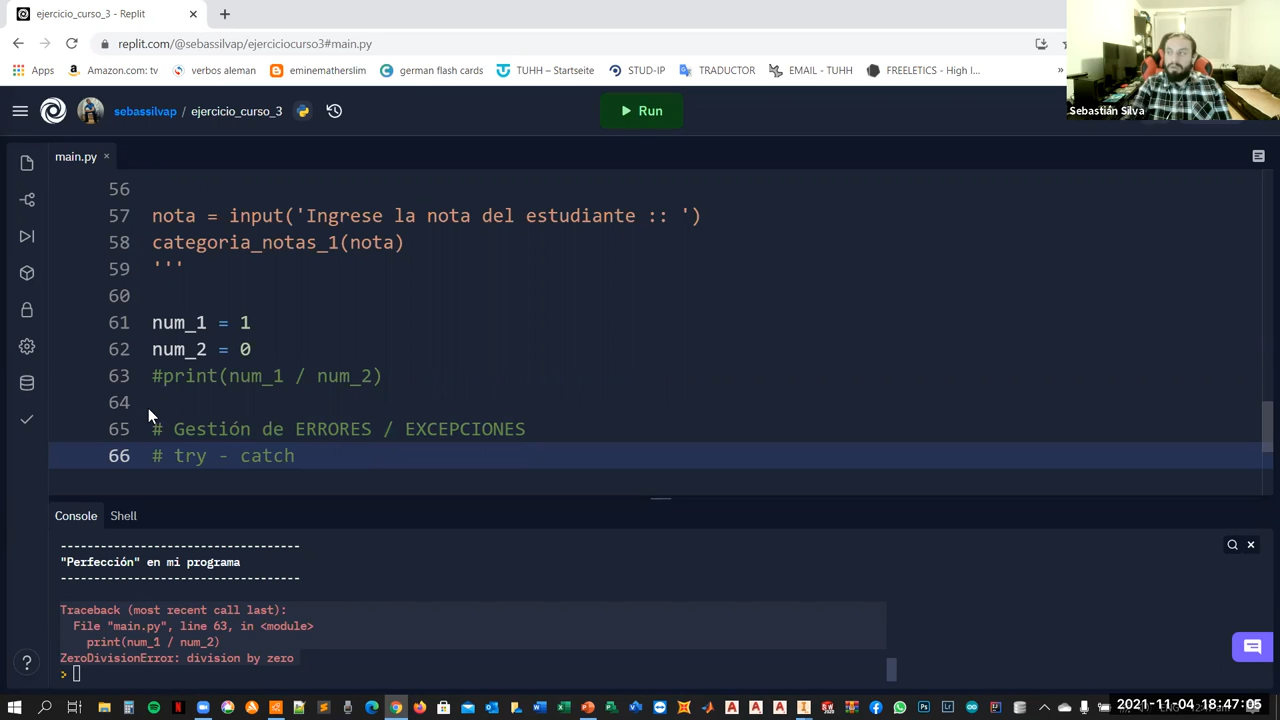 ejercicio_curso_3 - Replit
replit.com/@sebassilvap/ejerciciocurso3#main.py
Apps
Amazon.com: tv
verbos aleman
eminematherslim
german flash cards
TUHH – Startseite
STUD-IP
TRADUCTOR
EMAIL - TUHH
FREELETICS - High I...
»
Sebastián Silva
sebassilvap / ejercicio_curso_3
Run
main.py
56
57 nota = input('Ingrese la nota del estudiante :: ')
58 categoria_notas_1(nota)
59 '''
60
61 num_1 = 1
62 num_2 = 0
63 #print(num_1 / num_2)
64
65 # Gestión de ERRORES / EXCEPCIONES
66 # try - catch
Console
Shell
-----------------------------------
"Perfección" en mi programa
-----------------------------------
Traceback (most recent call last):
File "main.py", line 63, in <module>
print(num_1 / num_2)
ZeroDivisionError: division by zero
>
?
2021-11-04 18:47:05